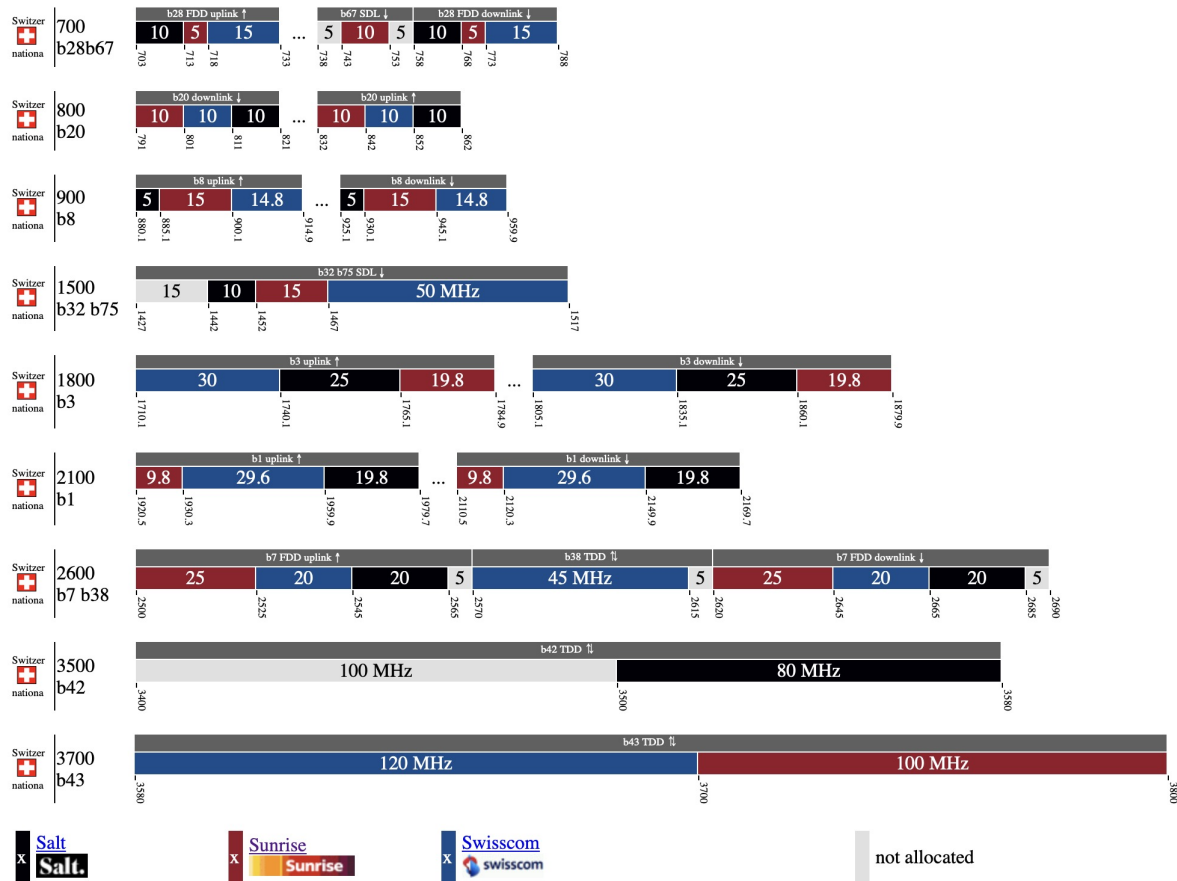 b28 FDD uplink ↑ b67 SDL ↓ b28 FDD downlink ↓
Switzer 700 10 5 15 ... 5 10 5 10 5 15
nationa b28b67 703 713 718 733 738 743 753 758 768 773 788
b20 downlink ↓ b20 uplink ↑
Switzer 800 10 10 10 ... 10 10 10
nationa b20 791 801 811 821 832 842 852 862
b8 uplink ↑ b8 downlink ↓
Switzer 900 5 15 14.8 ... 5 15 14.8
nationa b8 880.1 885.1 900.1 914.9 925.1 930.1 945.1 959.9
b32 b75 SDL ↓
Switzer 1500 15 10 15 50 MHz
nationa b32 b75 1427 1442 1452 1467 1517
b3 uplink ↑ b3 downlink ↓
Switzer 1800 30 25 19.8 ... 30 25 19.8
nationa b3 1710.1 1740.1 1765.1 1784.9 1805.1 1835.1 1860.1 1879.9
b1 uplink ↑ b1 downlink ↓
Switzer 2100 9.8 29.6 19.8 ... 9.8 29.6 19.8
nationa b1 1920.5 1930.3 1959.9 1979.7 2110.5 2120.3 2149.9 2169.7
b7 FDD uplink ↑ b38 TDD ⇅ b7 FDD downlink ↓
Switzer 2600 25 20 20 5 45 MHz 5 25 20 20 5
nationa b7 b38 2500 2525 2545 2565 2570 2615 2620 2645 2665 2685 2690
b42 TDD ⇅
Switzer 3500 100 MHz 80 MHz
nationa b42 3400 3500 3580
b43 TDD ⇅
Switzer 3700 120 MHz 100 MHz
nationa b43 3580 3700 3800
x Salt x Sunrise x Swisscom not allocated
Salt. Sunrise swisscom